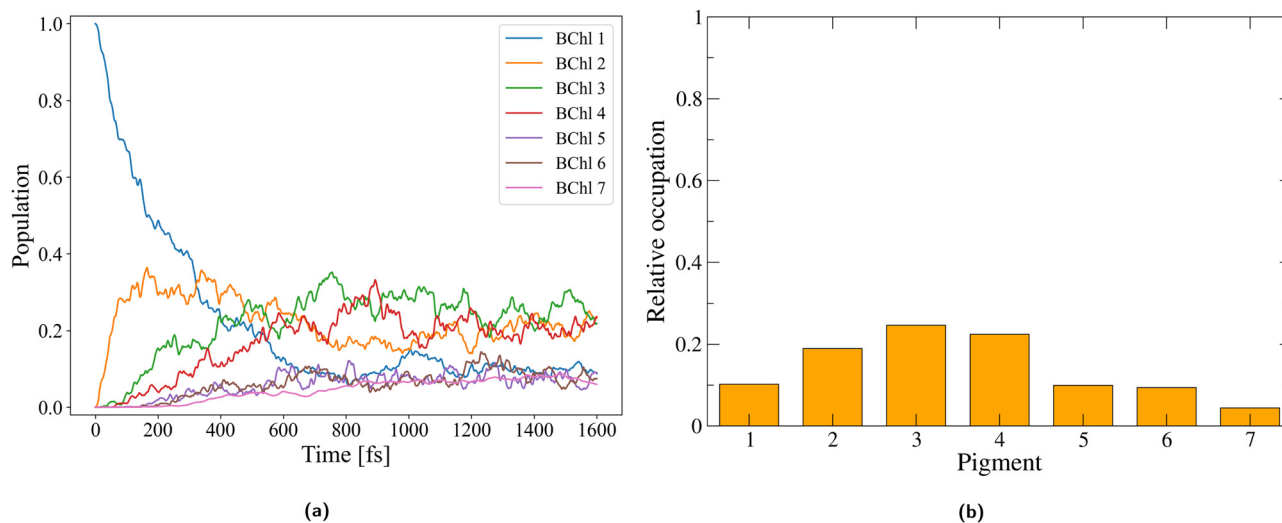 1.0
0.8
0.6
0.4
0.2
0.0
Population
0 200 400 600 800 1000 1200 1400 1600
Time [fs]
BChl 1
BChl 2
BChl 3
BChl 4
BChl 5
BChl 6
BChl 7
(a)
1
0.8
0.6
0.4
0.2
0
Relative occupation
1 2 3 4 5 6 7
Pigment
(b)